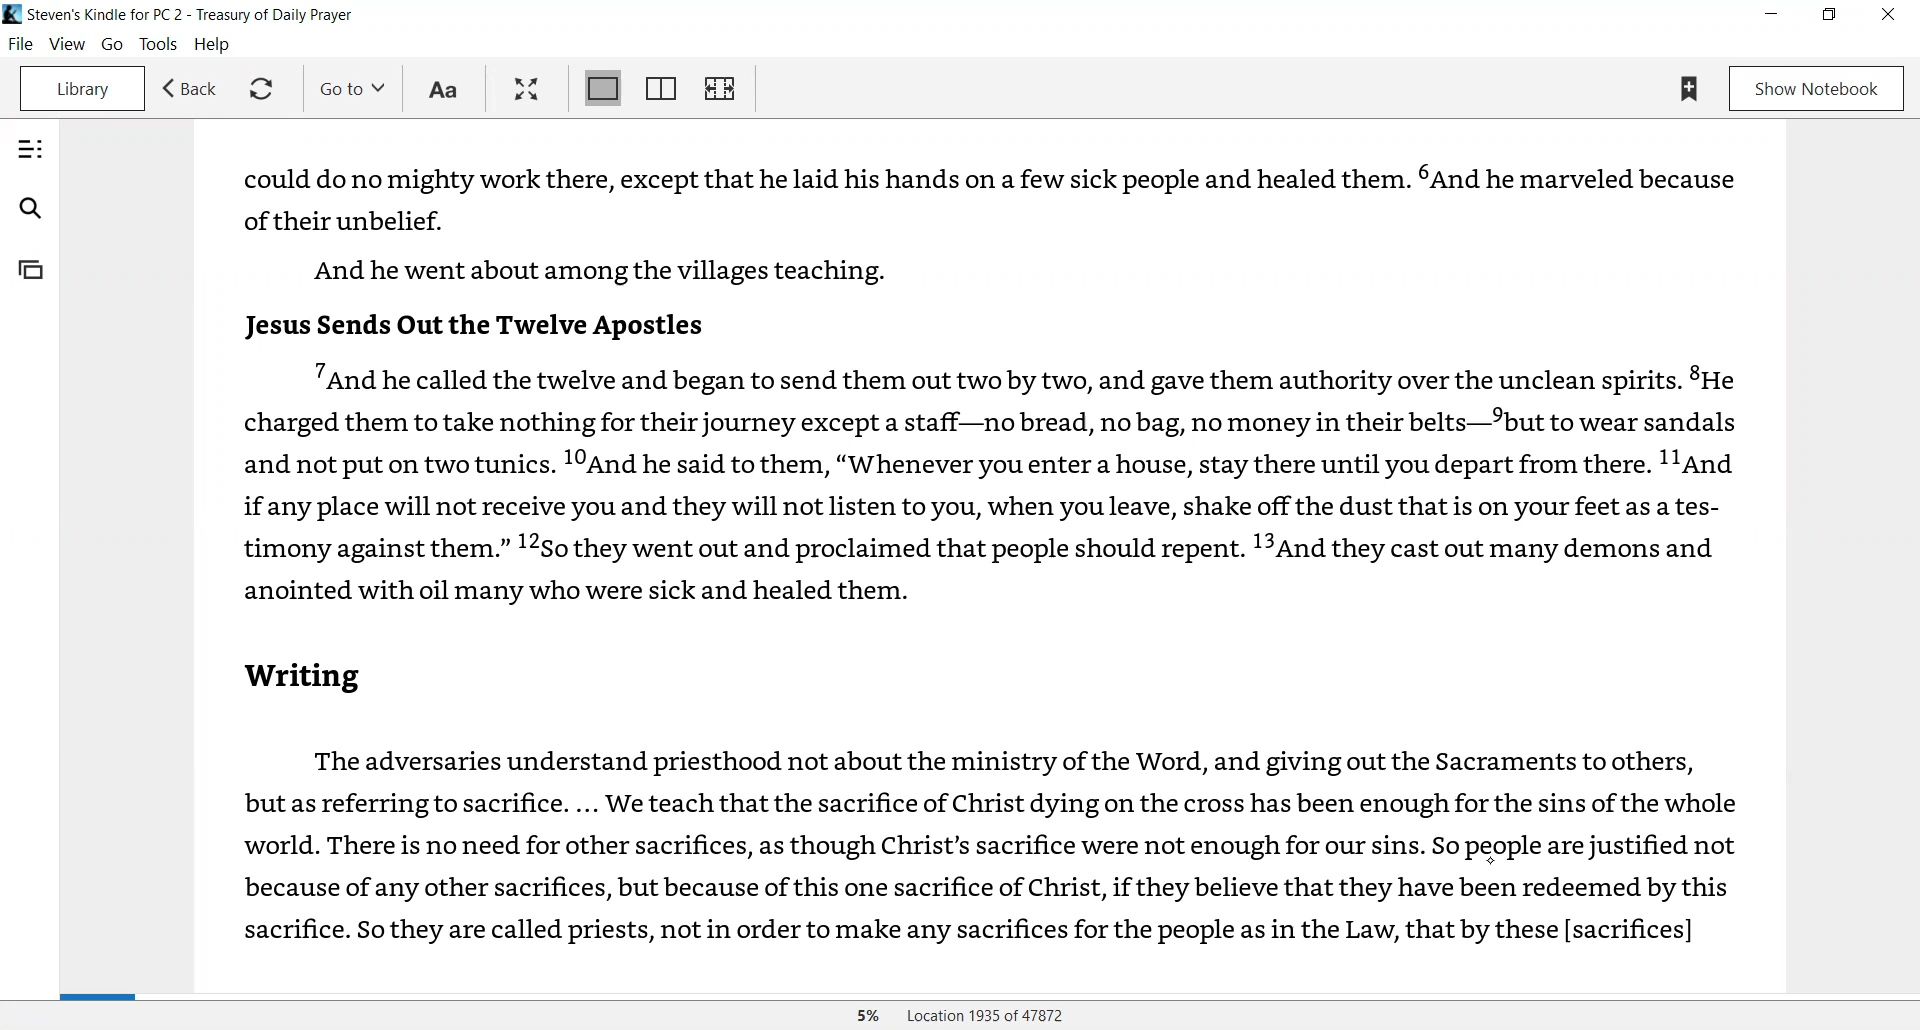 Steven's Kindle for PC 2 - Treasury of Daily Prayer
File View Go Tools Help
Library Back Go to Aa Show Notebook
could do no mighty work there, except that he laid his hands on a few sick people and healed them. 6And he marveled because
of their unbelief.
And he went about among the villages teaching.
Jesus Sends Out the Twelve Apostles
7And he called the twelve and began to send them out two by two, and gave them authority over the unclean spirits. 8He
charged them to take nothing for their journey except a staff—no bread, no bag, no money in their belts—9but to wear sandals
and not put on two tunics. 10And he said to them, “Whenever you enter a house, stay there until you depart from there. 11And
if any place will not receive you and they will not listen to you, when you leave, shake off the dust that is on your feet as a tes-
timony against them.” 12So they went out and proclaimed that people should repent. 13And they cast out many demons and
anointed with oil many who were sick and healed them.
Writing
The adversaries understand priesthood not about the ministry of the Word, and giving out the Sacraments to others,
but as referring to sacrifice. … We teach that the sacrifice of Christ dying on the cross has been enough for the sins of the whole
world. There is no need for other sacrifices, as though Christ’s sacrifice were not enough for our sins. So people are justified not
because of any other sacrifices, but because of this one sacrifice of Christ, if they believe that they have been redeemed by this
sacrifice. So they are called priests, not in order to make any sacrifices for the people as in the Law, that by these [sacrifices]
5% Location 1935 of 47872